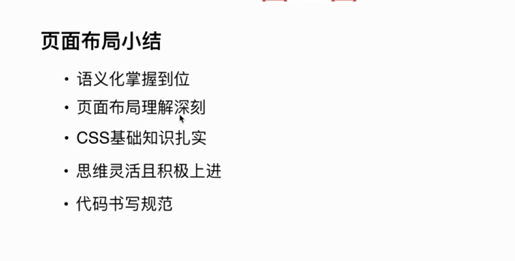 页面布局小结
• 语义化掌握到位
• 页面布局理解深刻
• CSS基础知识扎实
• 思维灵活且积极上进
• 代码书写规范